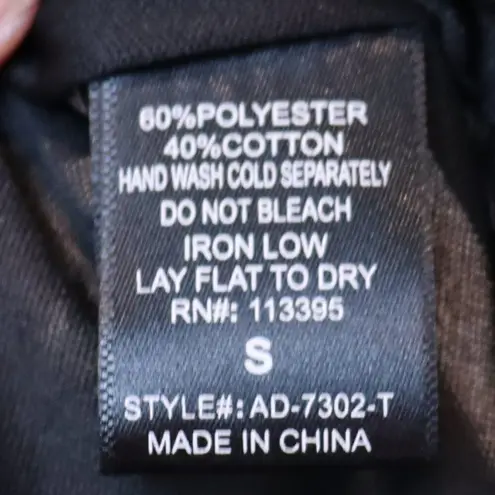 60%POLYESTER
40%COTTON
HAND WASH COLD SEPARATELY
DO NOT BLEACH
IRON LOW
LAY FLAT TO DRY
RN#: 113395
S
STYLE#: AD-7302-T
MADE IN CHINA